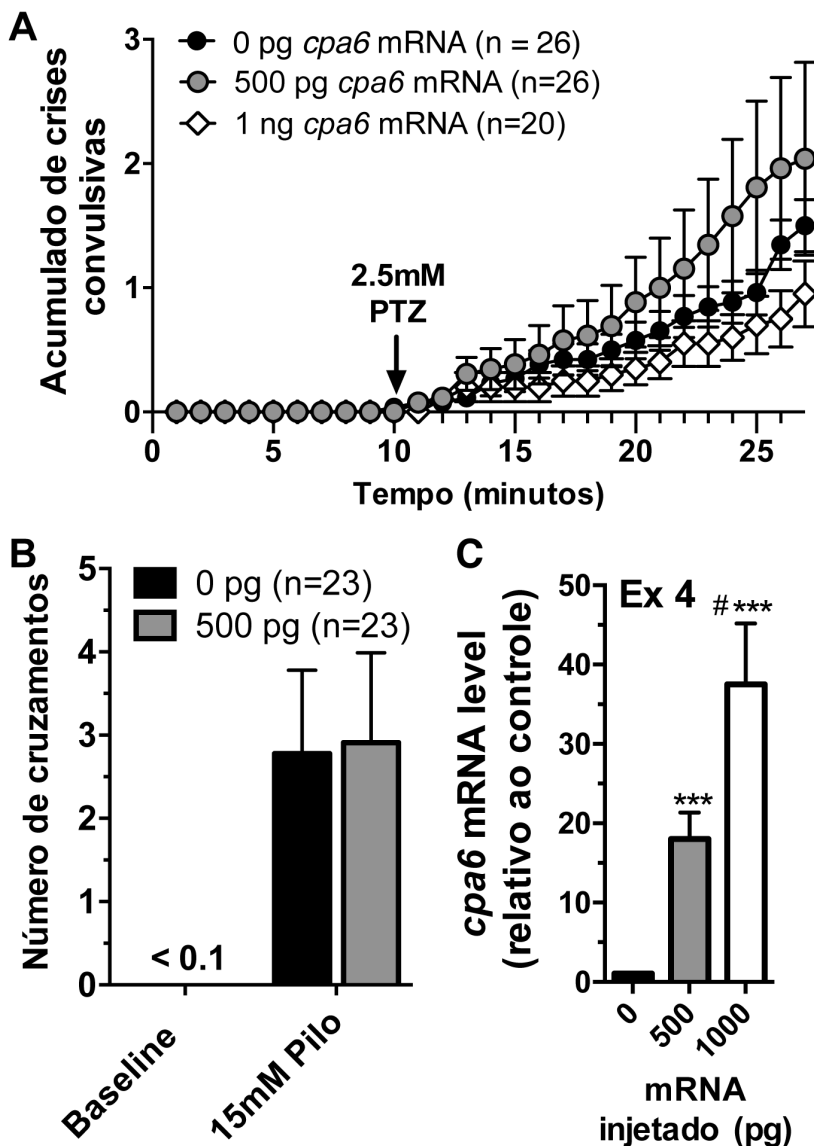 A
Acumulado de crises
convulsivas
3
2
1
0
0 pg cpa6 mRNA (n = 26)
500 pg cpa6 mRNA (n=26)
1 ng cpa6 mRNA (n=20)
2.5mM
PTZ
0 5 10 15 20 25
Tempo (minutos)
B
Número de cruzamentos
5
4
3
2
1
0
0 pg (n=23)
500 pg (n=23)
< 0.1
Baseline
15mM Pilo
C
cpa6 mRNA level
(relativo ao controle)
50
40
30
20
10
0
Ex 4
# ***
***
0
500
1000
mRNA
injetado (pg)